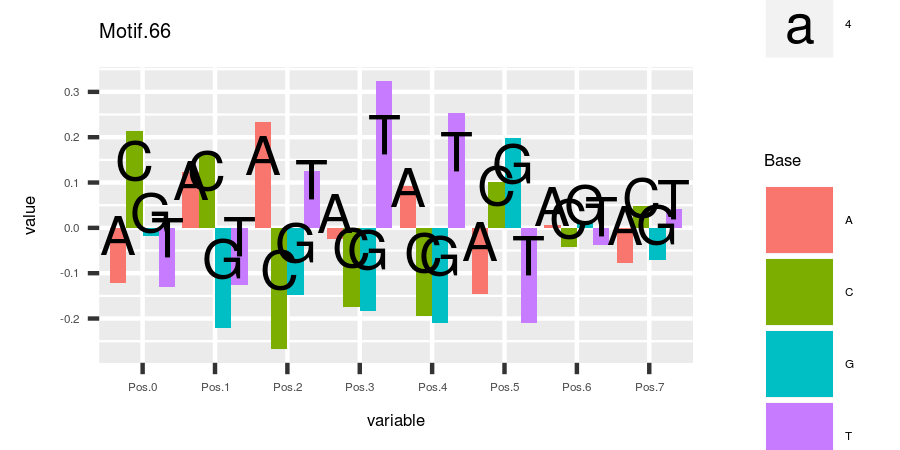 Motif.66
a 4
value
0.3
0.2
0.1
0.0
-0.1
-0.2
A C G T A C G T A C G T A C G T A C G T A C G T A C G T A C G T
Pos.0 Pos.1 Pos.2 Pos.3 Pos.4 Pos.5 Pos.6 Pos.7
variable
Base
A
C
G
T